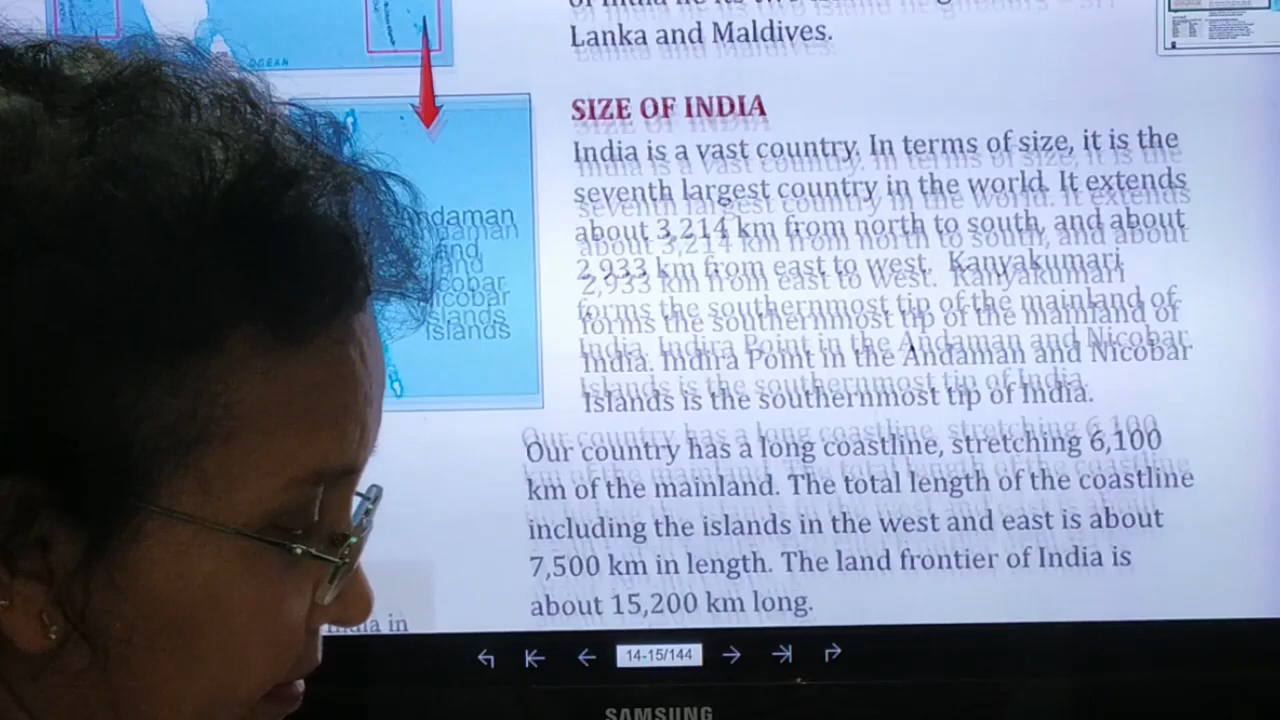 OCEAN
Lanka and Maldives.
SIZE OF INDIA
India is a vast country. In terms of size, it is the
seventh largest country in the world. It extends
about 3,214 km from north to south, and about
2,933 km from east to west. Kanyakumari
forms the southernmost tip of the mainland of
India. Indira Point in the Andaman and Nicobar
Islands is the southernmost tip of India.
Our country has a long coastline, stretching 6,100
km of the mainland. The total length of the coastline
including the islands in the west and east is about
7,500 km in length. The land frontier of India is
about 15,200 km long.
ndaman
and
icobar
Islands
in
14-15/144
SAMSUNG